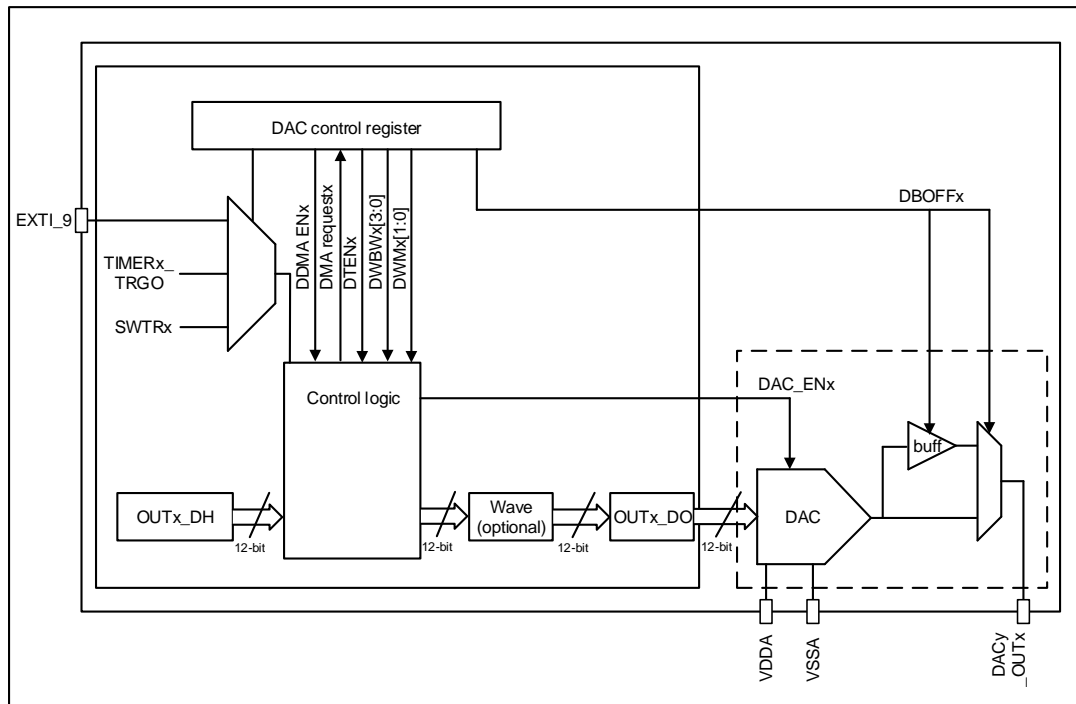 DAC control register
EXTI_9
TIMERx_
TRGO
SWTRx
DDMA ENx
DMA requestx
DTENx
DWBWx[3:0]
DWMx[1:0]
DBOFFx
Control logic
DAC_ENx
buff
OUTx_DH
12-bit
12-bit
Wave
(optional)
12-bit
OUTx_DO
12-bit
DAC
VDDA
VSSA
DACy
_OUTx